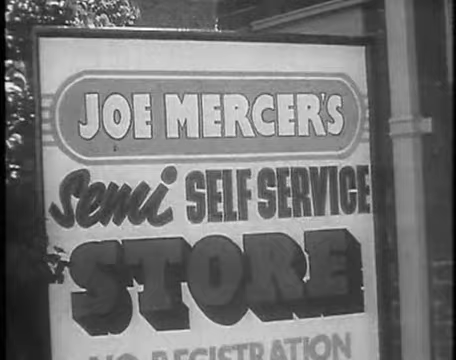 JOE MERCER'S
Semi SELF SERVICE
STORE
NO REGISTRATION